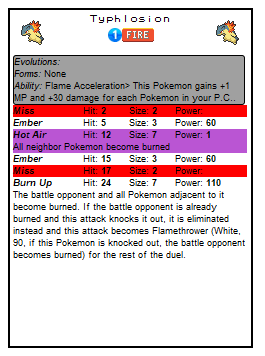 Typhlosion
1 FIRE
Evolutions:
Forms: None
Ability: Flame Acceleration> This Pokemon gains +1
MP and +30 damage for each Pokemon in your P.C..
Miss Hit: 2 Size: 2 Power:
Ember Hit: 5 Size: 3 Power: 60
Hot Air Hit: 12 Size: 7 Power: 1
All neighbor Pokemon become burned
Ember Hit: 15 Size: 3 Power: 60
Miss Hit: 17 Size: 2 Power:
Burn Up Hit: 24 Size: 7 Power: 110
The battle opponent and all Pokemon adjacent to it
become burned. If the battle opponent is already
burned and this attack knocks it out, it is eliminated
instead and this attack becomes Flamethrower (White,
90, if this Pokemon is knocked out, the battle opponent
becomes burned) for the rest of the duel.